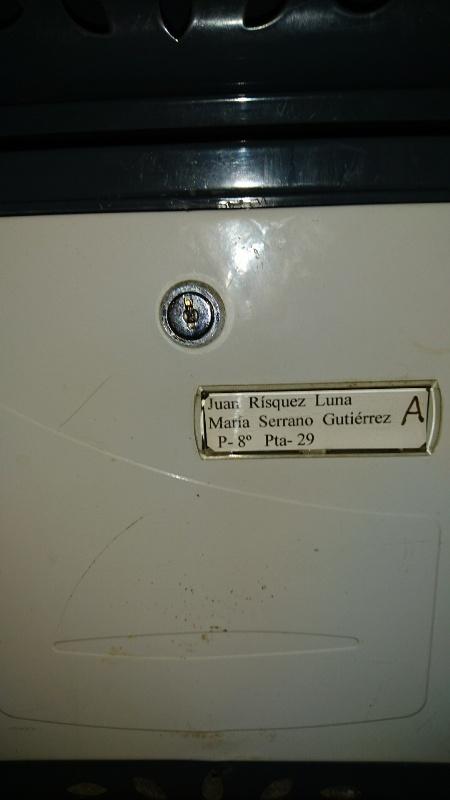 Juan Rísquez Luna
María Serrano Gutiérrez A
P- 8º Pta- 29